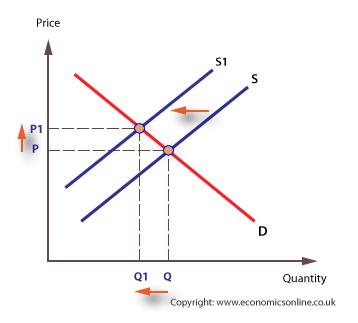 Price
S1
S
P1
P
D
Q1 Q
Quantity
Copyright: www.economicsonline.co.uk